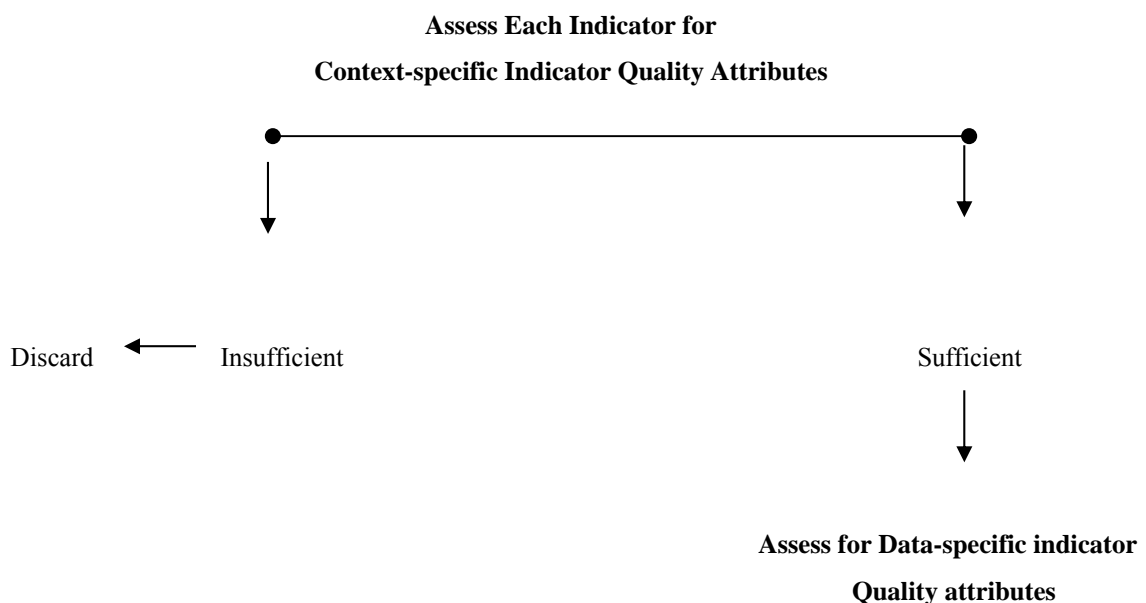 Assess Each Indicator for
Context-specific Indicator Quality Attributes
Discard
Insufficient
Sufficient
Assess for Data-specific indicator
Quality attributes